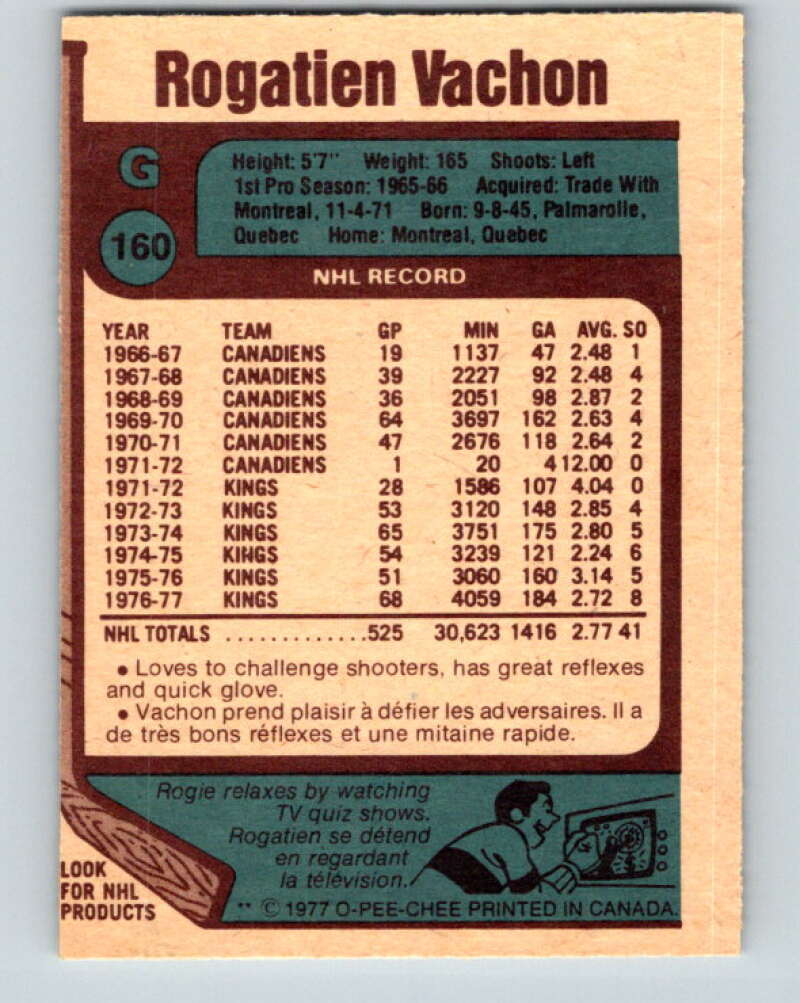 Rogatien Vachon
G
160
Height: 5'7" Weight: 165 Shoots: Left
1st Pro Season: 1965-66 Acquired: Trade With
Montreal, 11-4-71 Born: 9-8-45, Palmarolle,
Quebec Home: Montreal, Quebec
NHL RECORD
YEAR TEAM GP MIN GA AVG. SO
1966-67 CANADIENS 19 1137 47 2.48 1
1967-68 CANADIENS 39 2227 92 2.48 4
1968-69 CANADIENS 36 2051 98 2.87 2
1969-70 CANADIENS 64 3697 162 2.63 4
1970-71 CANADIENS 47 2676 118 2.64 2
1971-72 CANADIENS 1 20 4 12.00 0
1971-72 KINGS 28 1586 107 4.04 0
1972-73 KINGS 53 3120 148 2.85 4
1973-74 KINGS 65 3751 175 2.80 5
1974-75 KINGS 54 3239 121 2.24 6
1975-76 KINGS 51 3060 160 3.14 5
1976-77 KINGS 68 4059 184 2.72 8
NHL TOTALS .............525 30,623 1416 2.77 41
• Loves to challenge shooters, has great reflexes
and quick glove.
• Vachon prend plaisir à défier les adversaires. Il a
de très bons réflexes et une mitaine rapide.
Rogie relaxes by watching
TV quiz shows.
Rogatien se détend
en regardant
la télévision.
LOOK
FOR NHL
PRODUCTS
** © 1977 O-PEE-CHEE PRINTED IN CANADA.